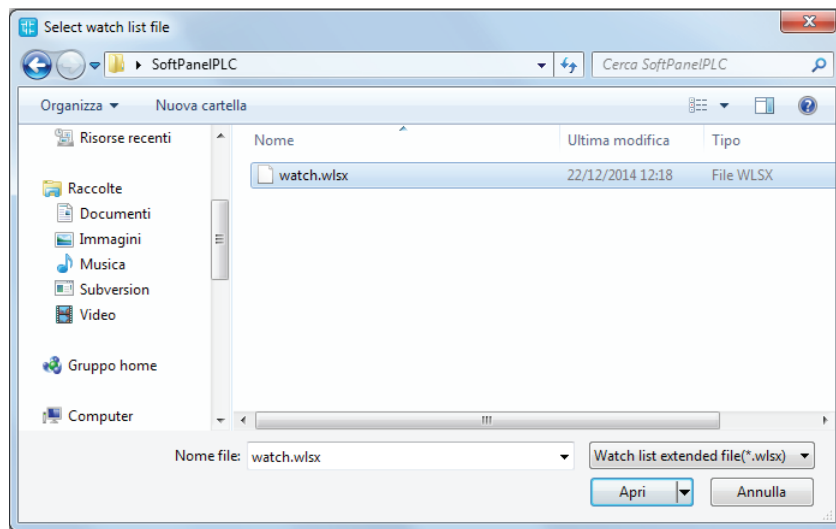 Select watch list file
SoftPanelPLC
Cerca SoftPanelPLC
Organizza
Nuova cartella
Risorse recenti
Raccolte
Documenti
Immagini
Musica
Subversion
Video
Gruppo home
Computer
Nome
Ultima modifica
Tipo
watch.wlsx
22/12/2014 12:18
File WLSX
Nome file:
watch.wlsx
Watch list extended file(*.wlsx)
Apri
Annulla